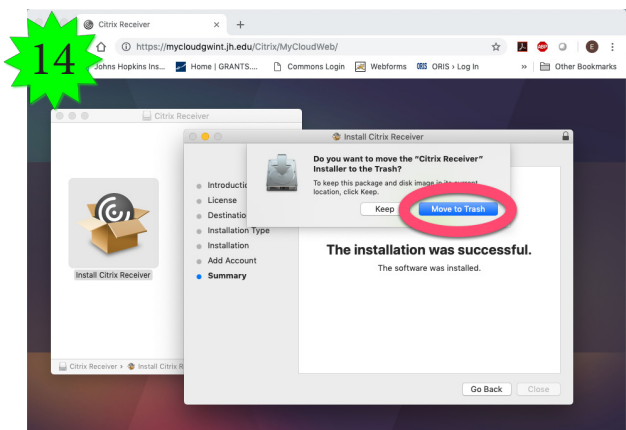 14
Citrix Receiver
https://mycloudgwint.jh.edu/Citrix/MyCloudWeb/
ABP
E
Johns Hopkins Ins... Home | GRANTS.... Commons Login Webforms ORIS ORIS › Log In » Other Bookmarks
Citrix Receiver
Install Citrix Receiver
Do you want to move the “Citrix Receiver”
Installer to the Trash?
To keep this package and disk image in its current
location, click Keep.
Keep Move to Trash
License
Installation Type
Installation
Add Account
Summary
The installation was successful.
The software was installed.
Install Citrix Receiver
Citrix Receiver › Install Citrix R
Go Back Close